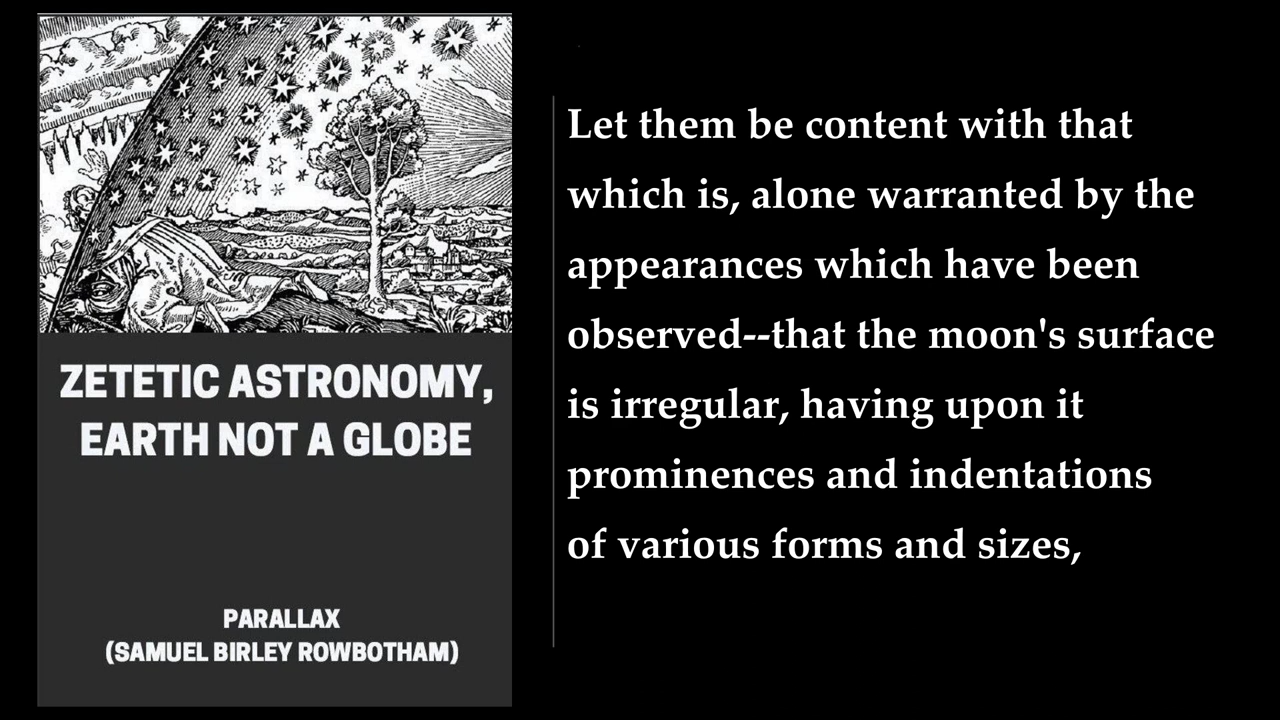 ZETETIC ASTRONOMY,
EARTH NOT A GLOBE
PARALLAX
(SAMUEL BIRLEY ROWBOTHAM)
Let them be content with that
which is, alone warranted by the
appearances which have been
observed--that the moon's surface
is irregular, having upon it
prominences and indentations
of various forms and sizes,